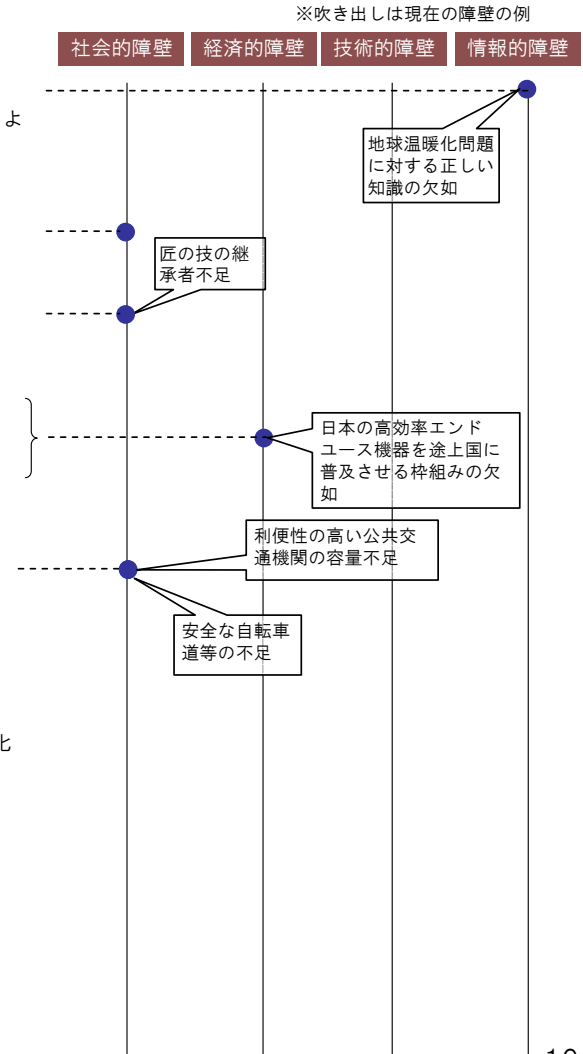 ※吹き出しは現在の障壁の例
社会的障壁 経済的障壁 技術的障壁 情報的障壁
よ
地球温暖化問題
に対する正しい
知識の欠如
匠の技の継
承者不足
日本の高効率エンド
ユース機器を途上国に
普及させる枠組みの欠
如
利便性の高い公共交
通機関の容量不足
安全な自転車
道等の不足